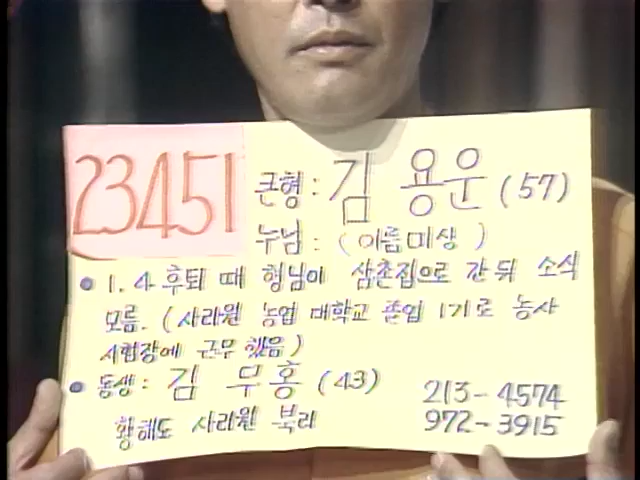 23451
큰형 : 김 용운 (57)
누님 : (이름미상)
● 1.4 후퇴 때 형님이 삼촌집으로 간 뒤 소식
모름. (사리원 농업 대학교 졸업 1기로 농사
시험장에 근무 했음)
● 동생 : 김 무홍 (43)
황해도 사리원 북리
213-4574
972-3915